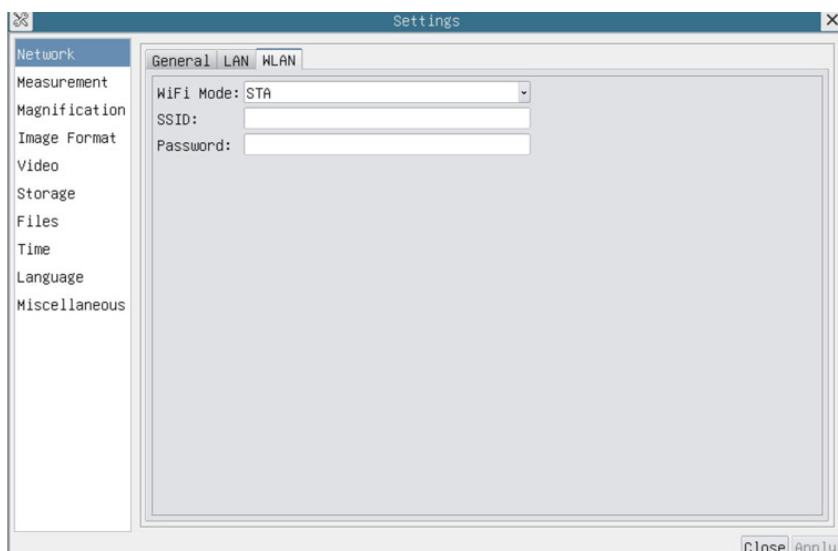 Settings
Network
Measurement
Magnification
Image Format
Video
Storage
Files
Time
Language
Miscellaneous
General LAN WLAN
WiFi Mode: STA
SSID:
Password:
Close Apply